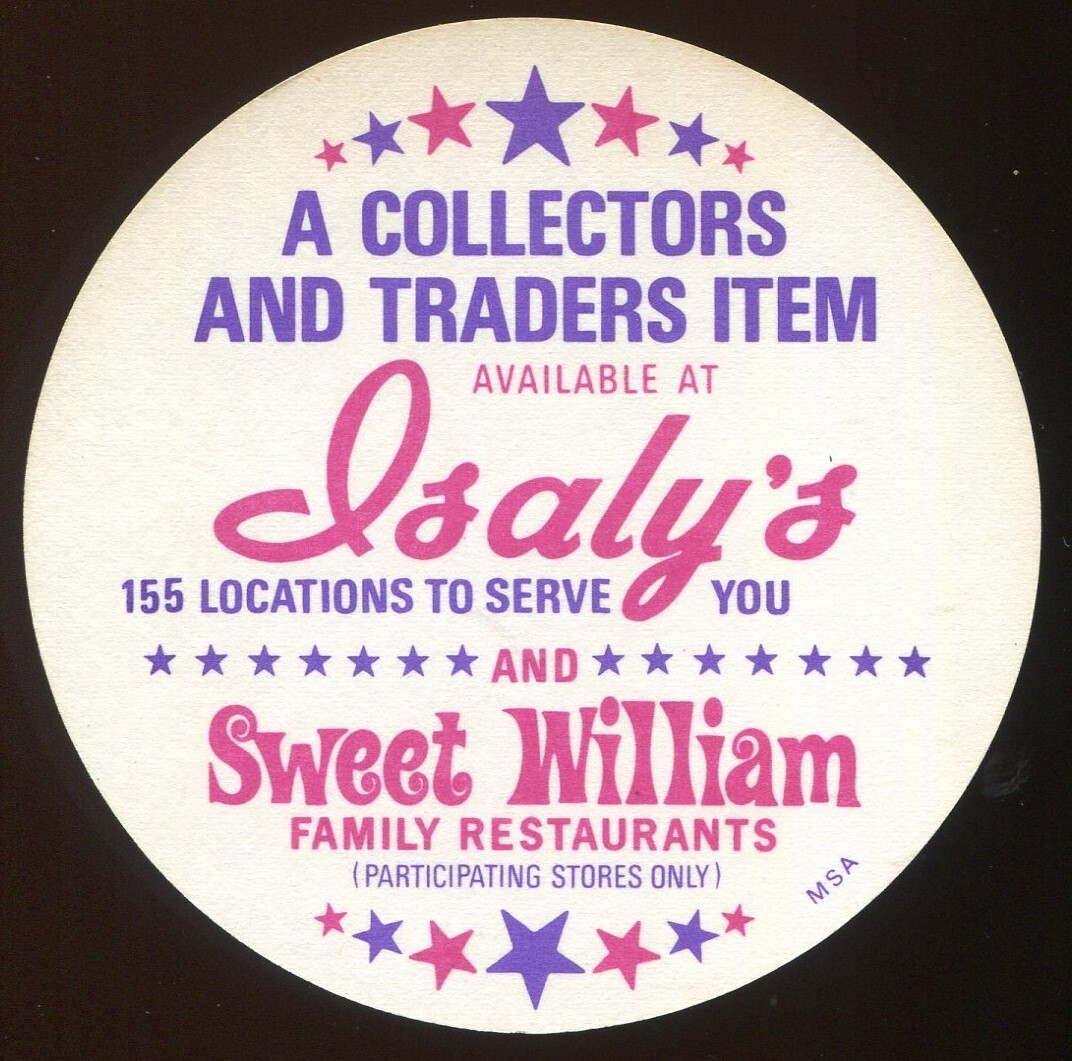 A COLLECTORS
AND TRADERS ITEM
AVAILABLE AT
Isaly's
155 LOCATIONS TO SERVE YOU
AND
Sweet William
FAMILY RESTAURANTS
(PARTICIPATING STORES ONLY)
MSA